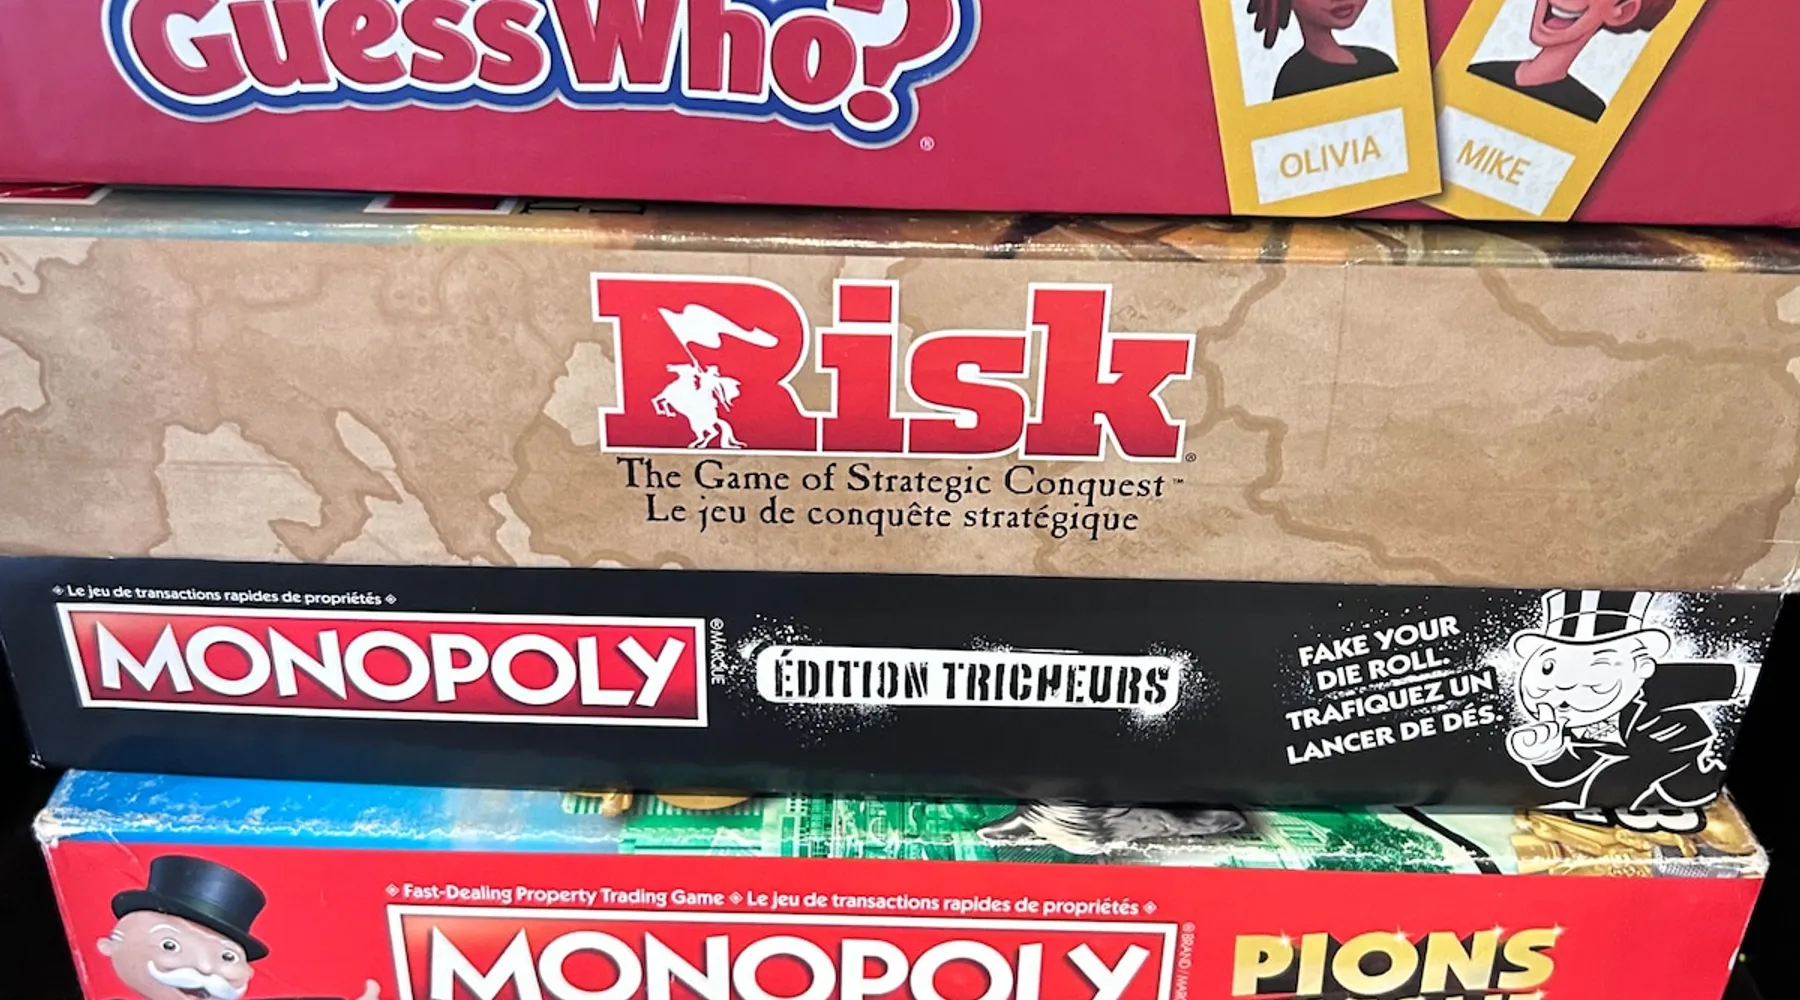 Guess Who?
®
OLIVIA
MIKE
Risk®
The Game of Strategic Conquest™
Le jeu de conquête stratégique
Le jeu de transactions rapides de propriétés
MONOPOLY
®/MARQUE
ÉDITION TRICHEURS
FAKE YOUR
DIE ROLL.
TRAFIQUEZ UN
LANCER DE DÉS.
Fast-Dealing Property Trading Game Le jeu de transactions rapides de propriétés
MONOPOLY
PIONS